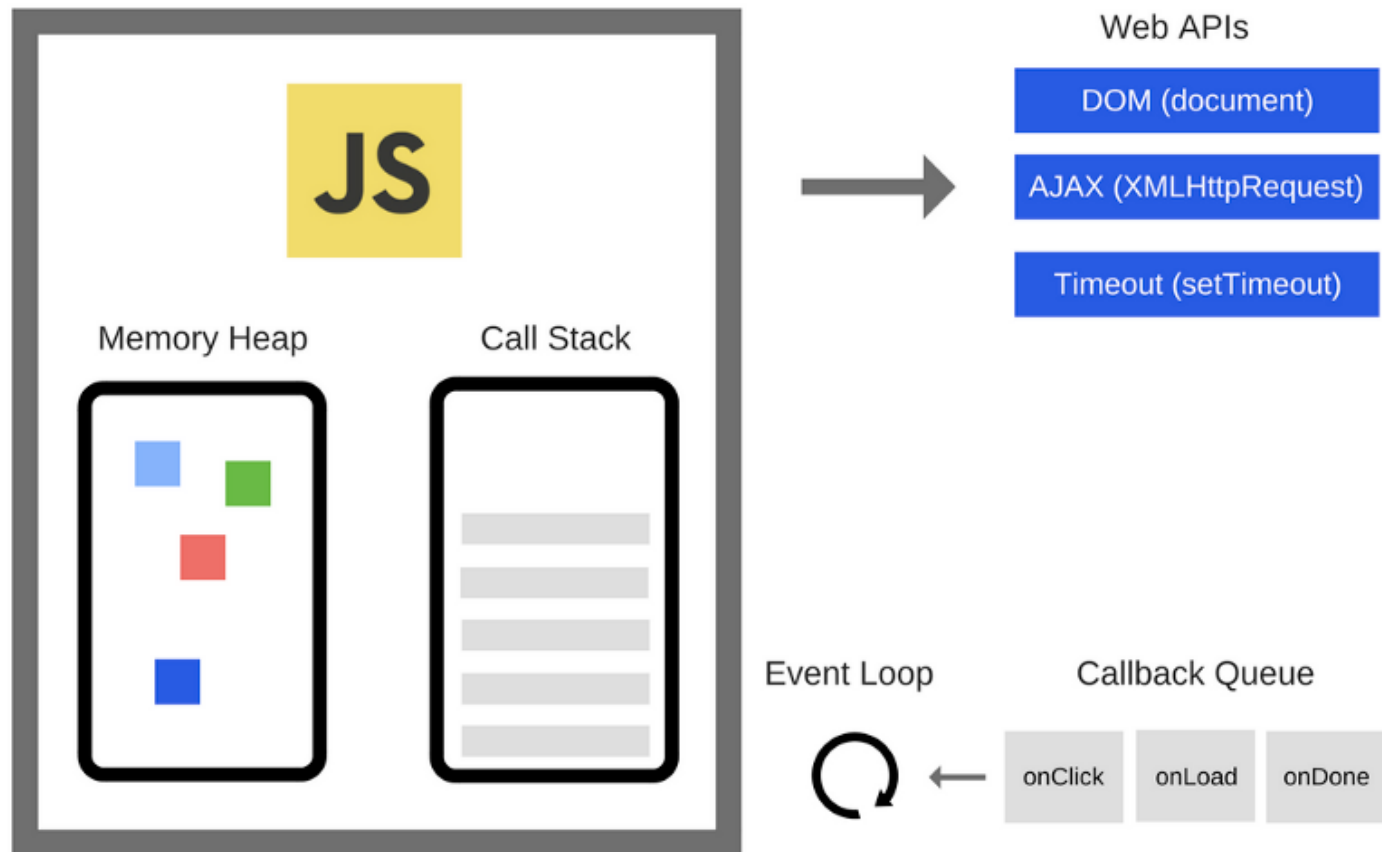 Web APIs
DOM (document)
JS
AJAX (XMLHttpRequest)
Timeout (setTimeout)
Memory Heap
Call Stack
Event Loop
Callback Queue
onClick
onLoad
onDone